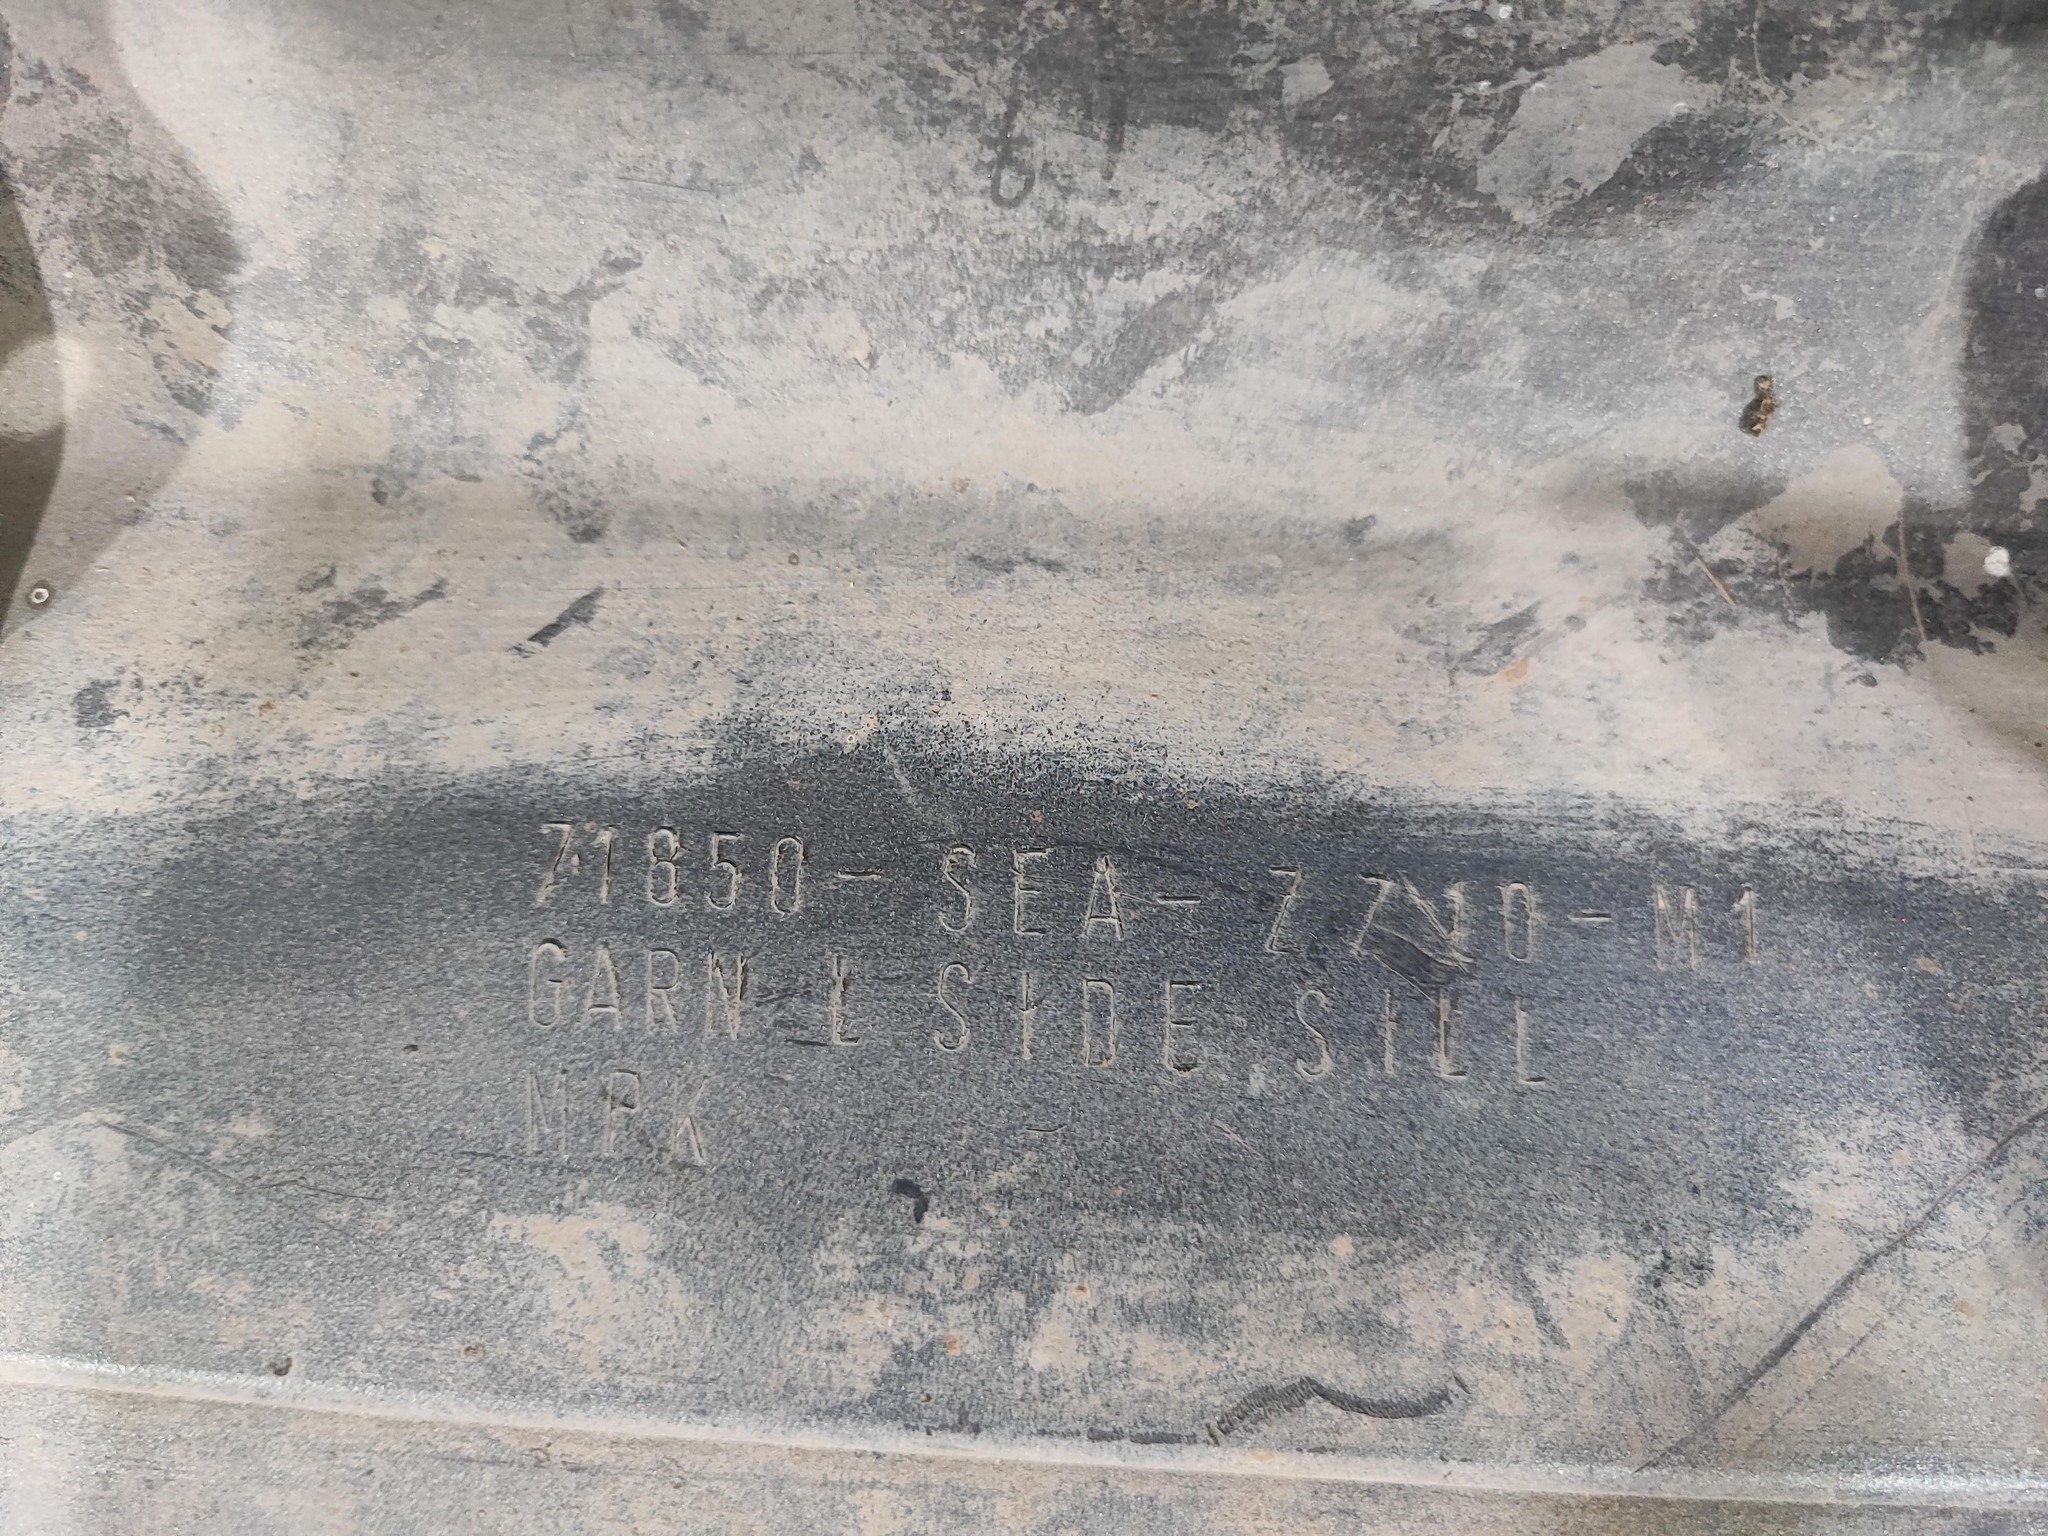 71850-SEA-ZZ10-M1
GARN L SIDE SILL
MPK